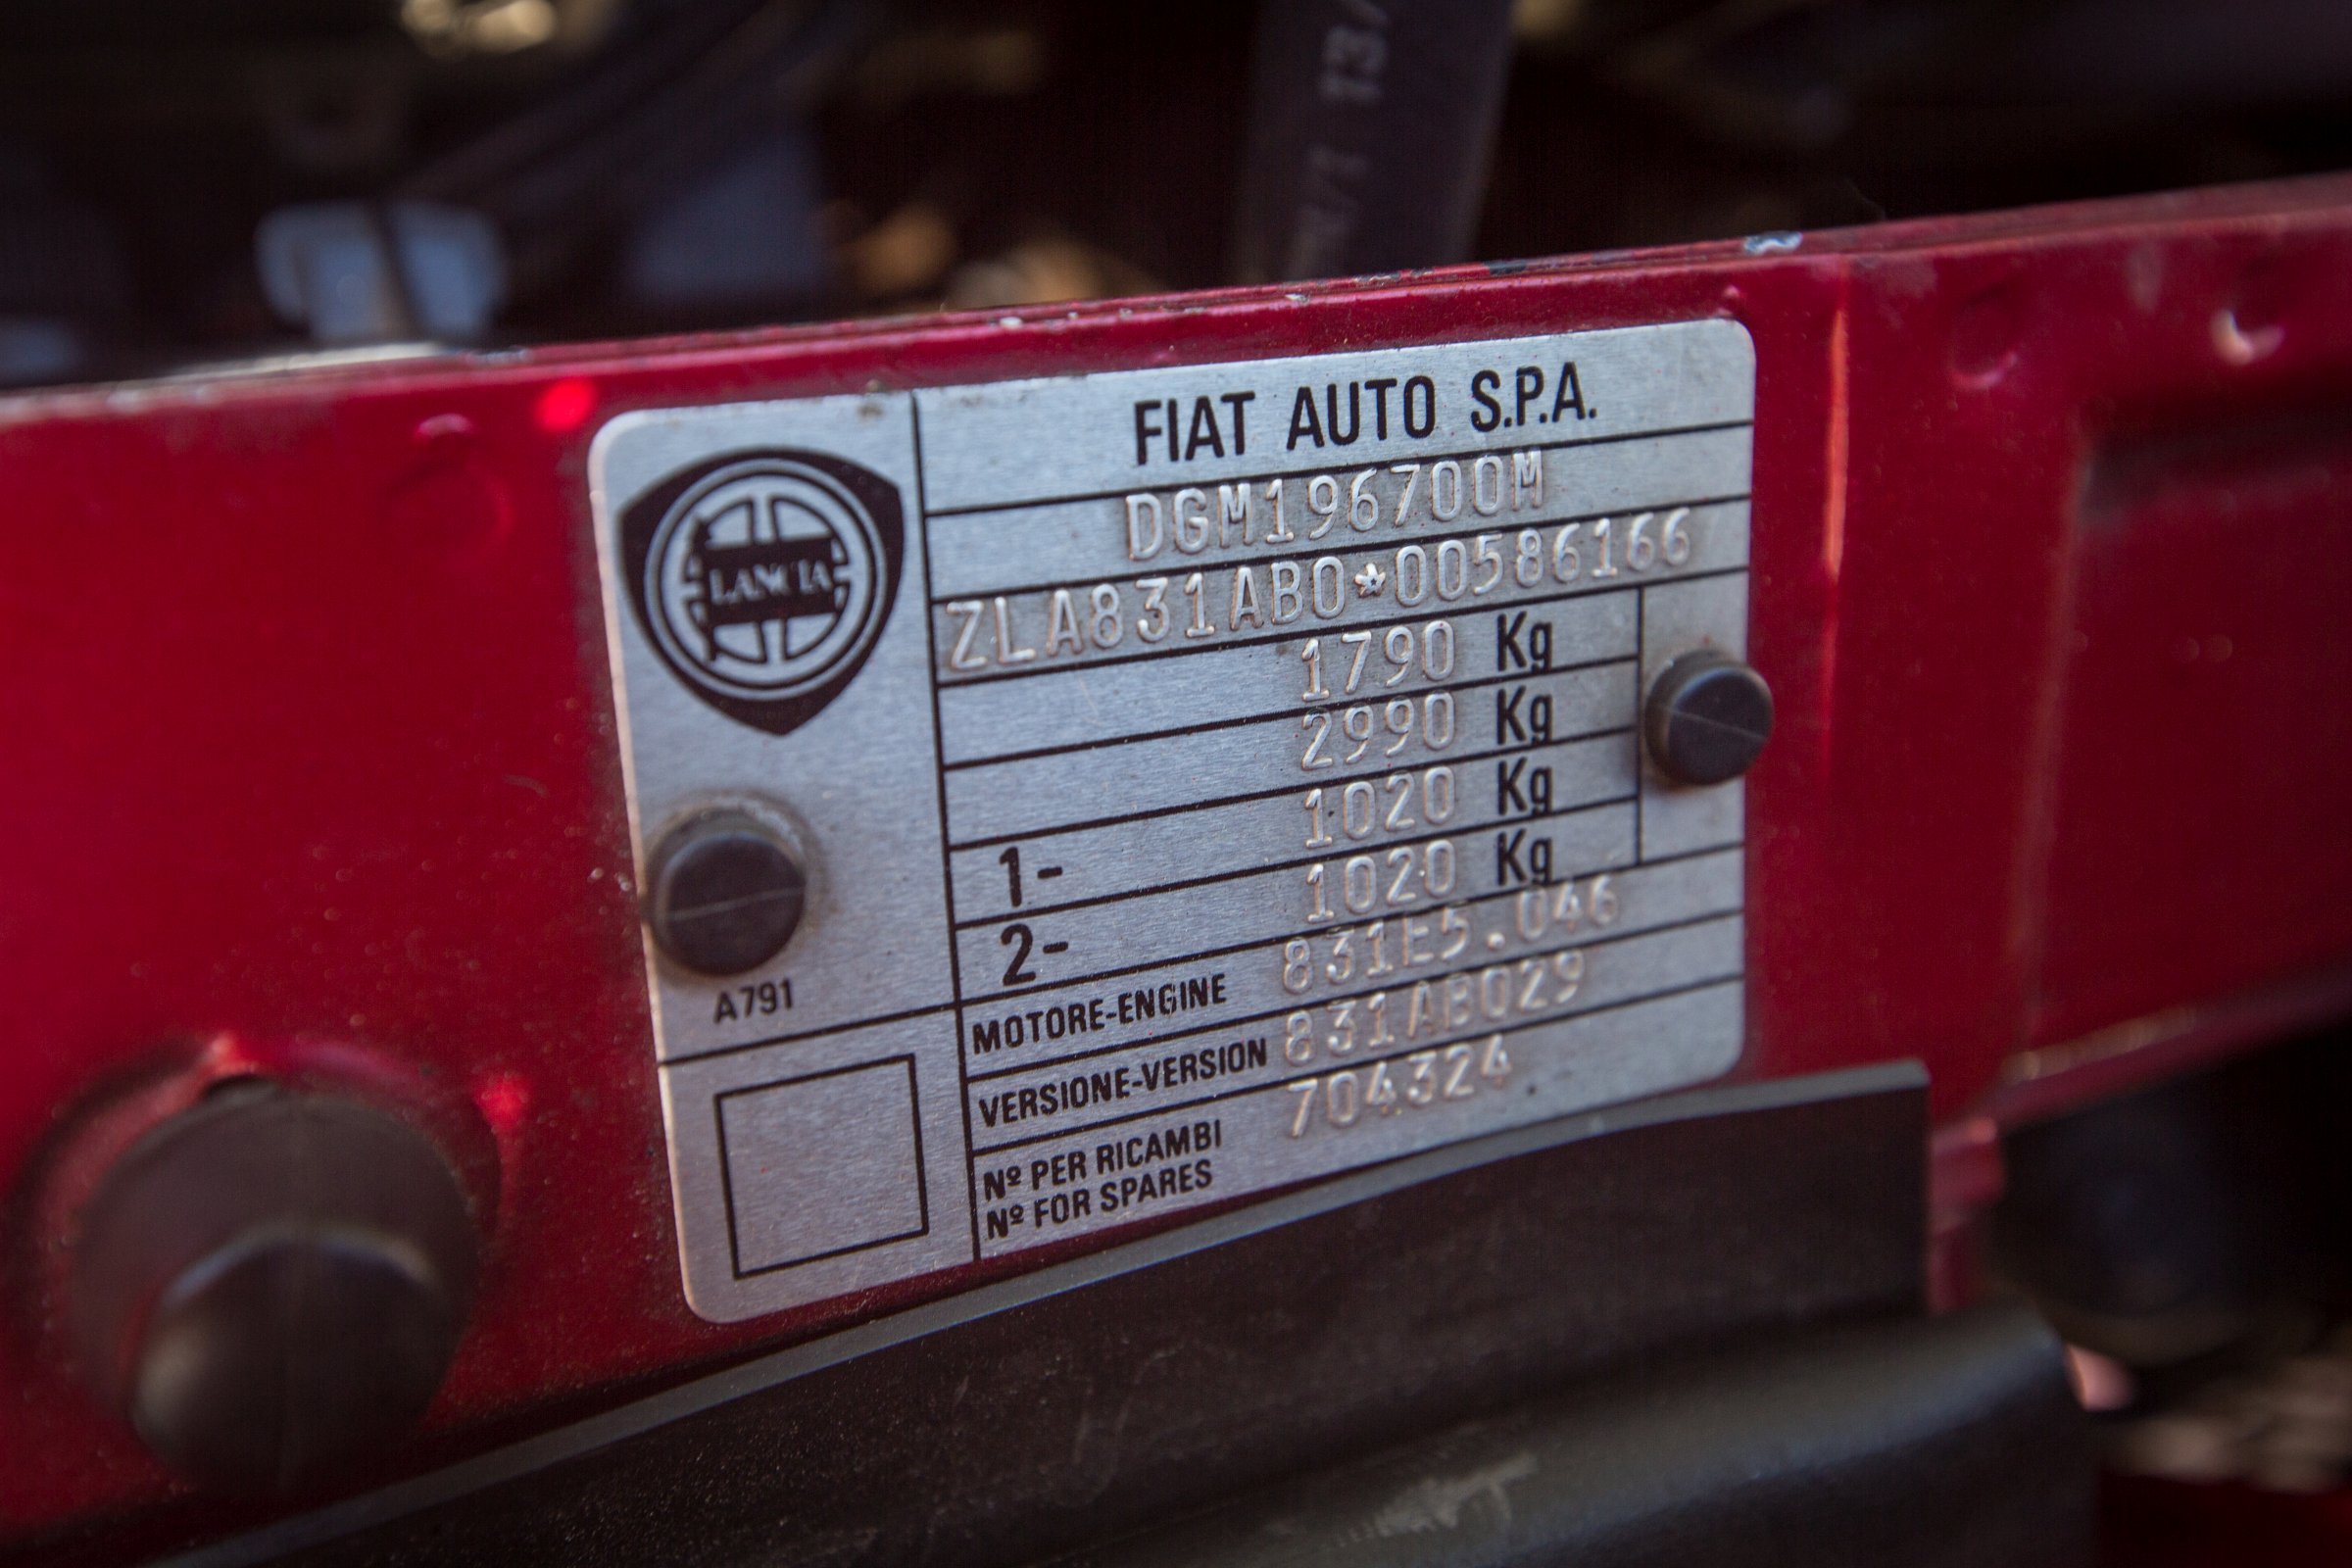 FIAT AUTO S.P.A.
LANCIA
DGM196700M
ZLA831AB0*00586166
1790 Kg
2990 Kg
1- 1020 Kg
2- 1020 Kg
A791
MOTORE-ENGINE 831E5.046
VERSIONE-VERSION 831AB029
Nº PER RICAMBI 704324
Nº FOR SPARES